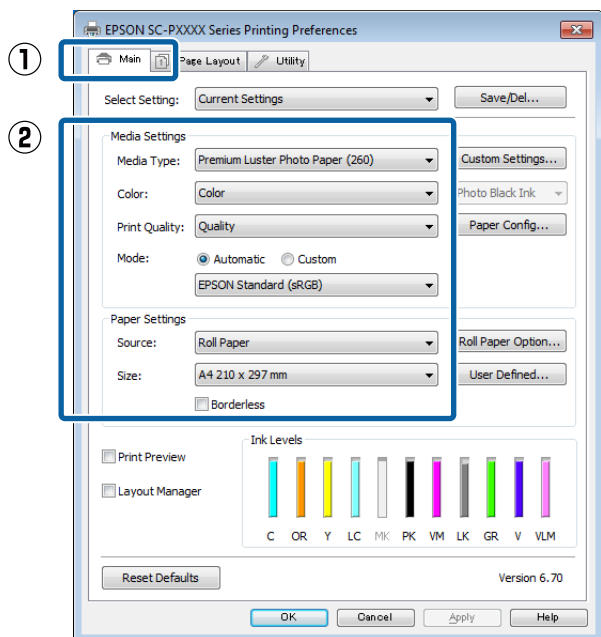 EPSON SC-PXXXX Series Printing Preferences
① Main 1 Page Layout Utility
Select Setting: Current Settings Save/Del...
②
Media Settings
Media Type: Premium Luster Photo Paper (260) Custom Settings...
Color: Color Photo Black Ink
Print Quality: Quality Paper Config...
Mode: Automatic Custom
EPSON Standard (sRGB)
Paper Settings
Source: Roll Paper Roll Paper Option...
Size: A4 210 x 297 mm User Defined...
Borderless
Ink Levels
Print Preview
Layout Manager
C OR Y LC MK PK VM LK GR V VLM
Reset Defaults Version 6.70
OK Cancel Apply Help